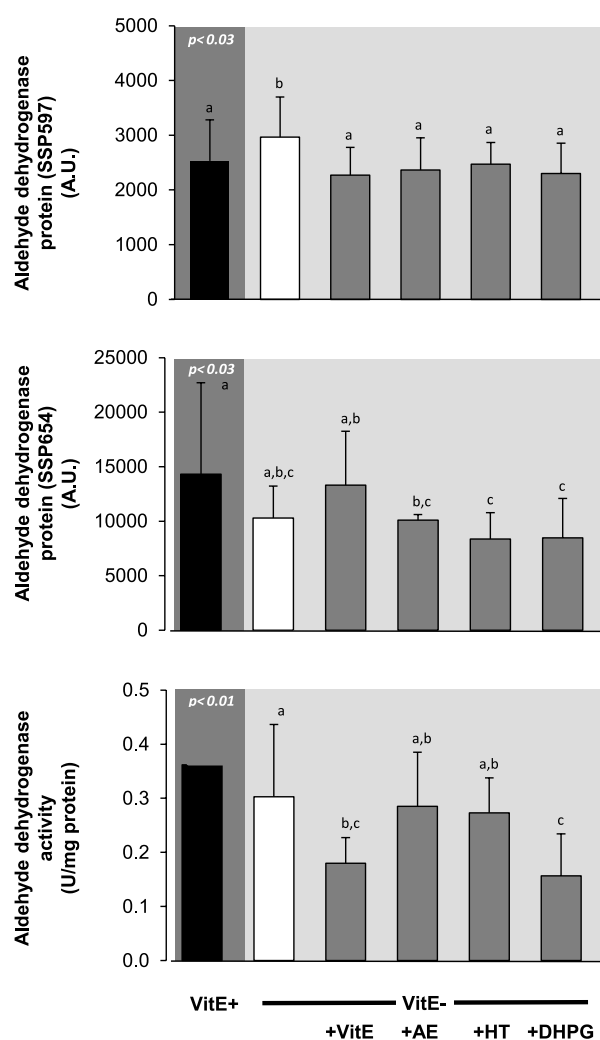 Aldehyde dehydrogenase
protein (SSP597)
(A.U.)
5000
4000
3000
2000
1000
0
p<0.03
a
b
a
a
a
a
Aldehyde dehydrogenase
protein (SSP654)
(A.U.)
25000
20000
15000
10000
5000
0
p<0.03
a
a,b,c
a,b
b,c
c
c
Aldehyde dehydrogenase
activity
(U/mg protein)
0.5
0.4
0.3
0.2
0.1
0.0
p<0.01
a
b,c
a,b
a,b
c
VitE+
VitE-
+VitE +AE +HT +DHPG